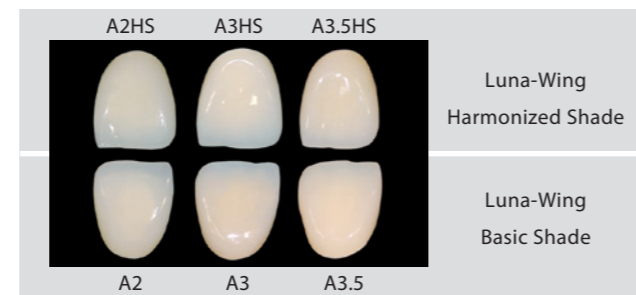 A2HS A3HS A3.5HS
Luna-Wing
Harmonized Shade
Luna-Wing
Basic Shade
A2 A3 A3.5